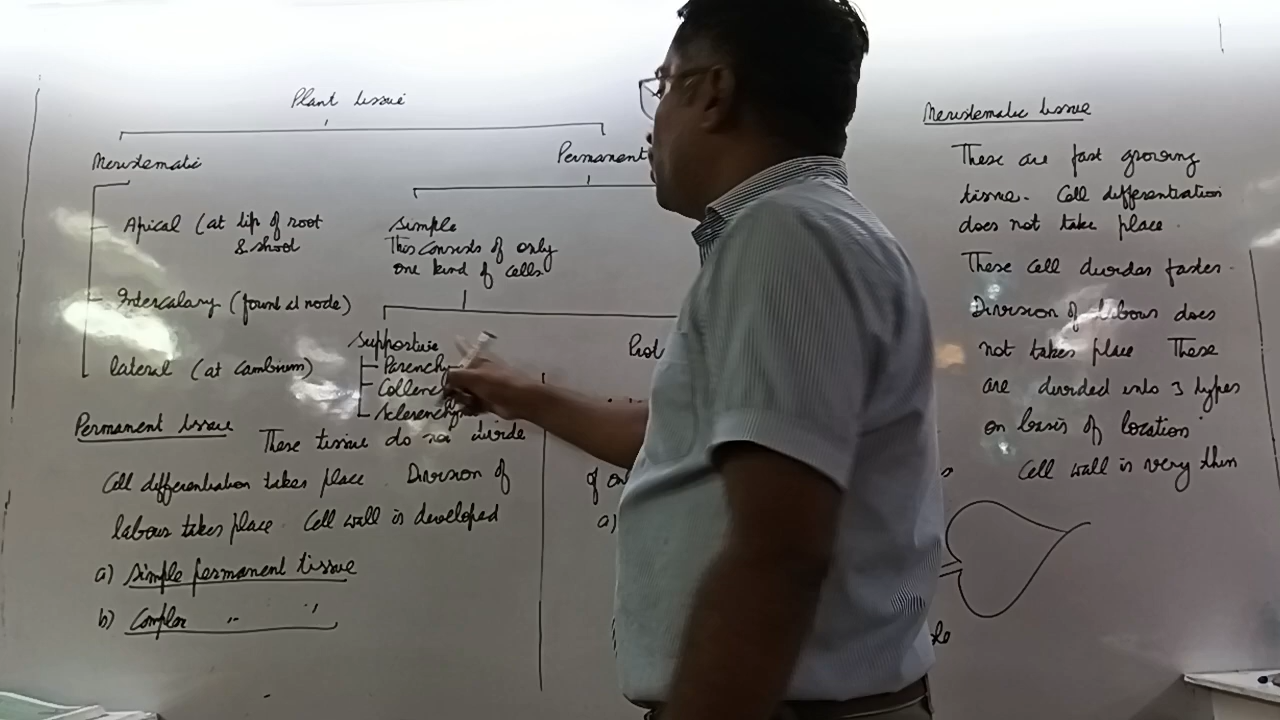 Plant tissue
Meristematic
Permanent
Apical (at tip of root
& shoot
Intercalary (found at node)
lateral (at cambium)
Simple
This consists of only
one kind of cells
Supportive
Parenchy
Collenc
Sclerenchy
Permanent tissue
These tissue do not divide
Cell differentiation takes place Division of
labour takes place. Cell wall is developed
a) Simple permanent tissue
b) Complex " "
of
a)
Meristematic tissue
These are fast growing
tissue. Cell differentiation
does not take place.
These cell divides faster.
Division of labour does
not takes place These
are divided into 3 types
on basis of location
Cell wall is very thin